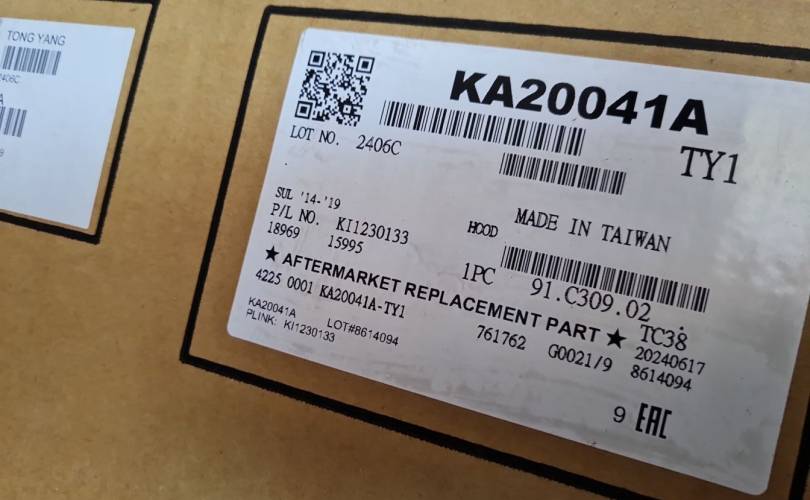 TONG YANG
2406C
A
9
KA20041A
LOT NO. 2406C
TY1
SUL '14-'19
P/L NO. KI1230133
HOOD
MADE IN TAIWAN
18969 15995
1PC
91.C309.02
★ AFTERMARKET REPLACEMENT PART ★
TC38
4225 0001 KA20041A-TY1
761762 G0021/9
20240617
8614094
KA20041A LOT#8614094
PLINK: KI1230133
9 EAC